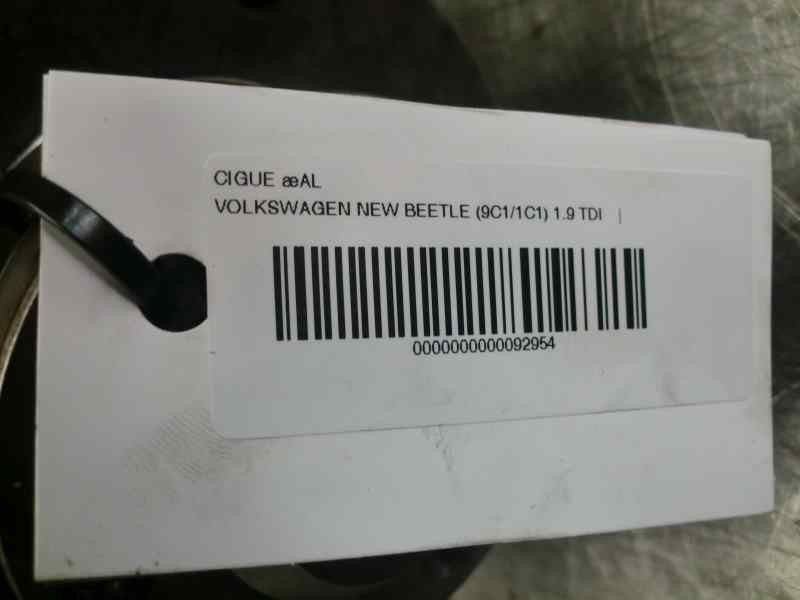 CIGUE æAL
VOLKSWAGEN NEW BEETLE (9C1/1C1) 1.9 TDI |
0000000000092954